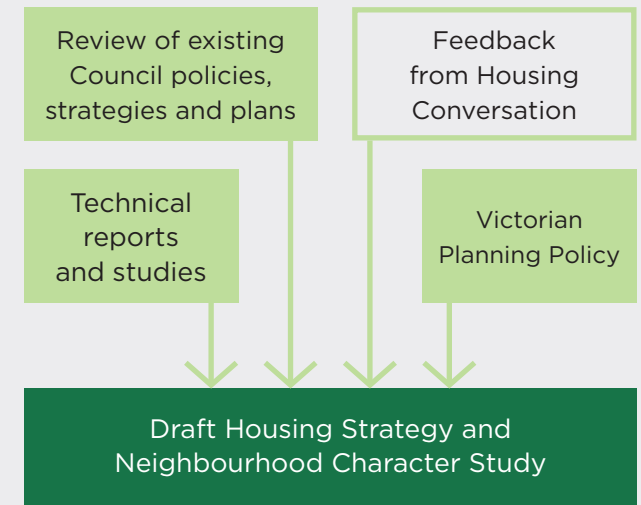 Review of existing
Council policies,
strategies and plans
Feedback
from Housing
Conversation
Technical
reports
and studies
Victorian
Planning Policy
Draft Housing Strategy and
Neighbourhood Character Study